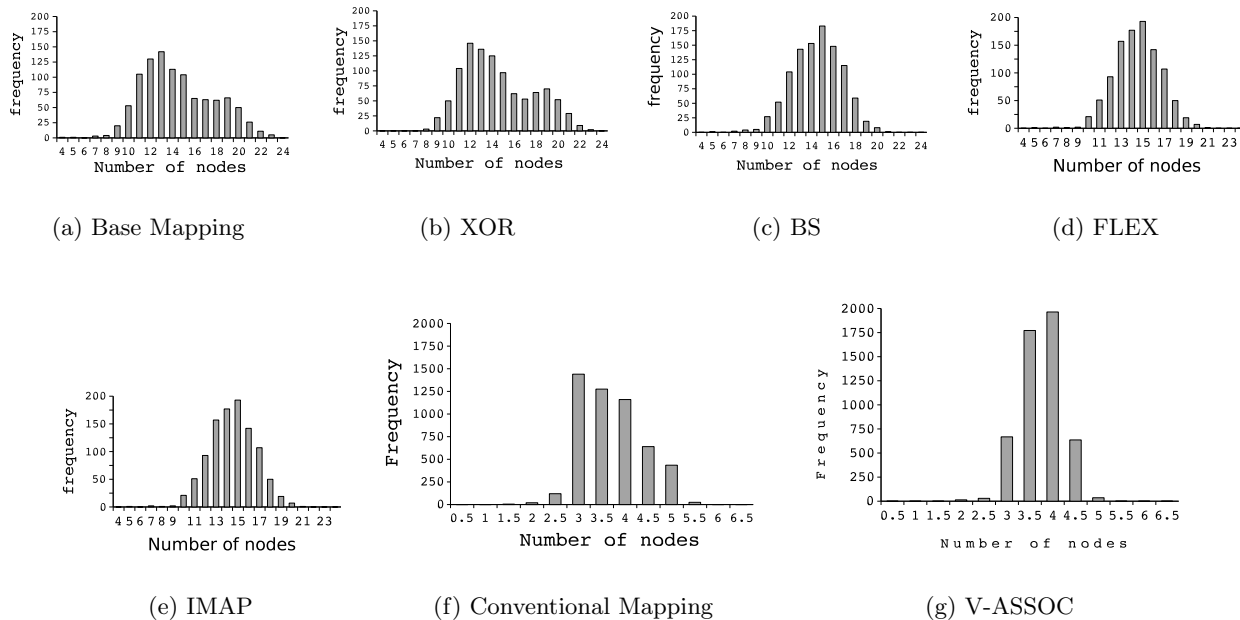 200
175
150
125
100
75
50
25
0
frequency
4 5 6 7 8 9 10 12 14 16 18 20 22 24
Number of nodes
(a) Base Mapping
200
175
150
125
100
75
50
25
0
frequency
4 5 6 7 8 9 10 12 14 16 18 20 22 24
Number of nodes
(b) XOR
200
175
150
125
100
75
50
25
0
frequency
4 5 6 7 8 9 10 12 14 16 18 20 22 24
Number of nodes
(c) BS
200
175
150
125
100
75
50
25
0
frequency
4 5 6 7 8 9 11 13 15 17 19 21 23
Number of nodes
(d) FLEX
200
150
100
50
0
frequency
4 5 6 7 8 9 11 13 15 17 19 21 23
Number of nodes
(e) IMAP
2000
1750
1500
1250
1000
750
500
250
0
Frequency
0.5 1 1.5 2 2.5 3 3.5 4 4.5 5 5.5 6 6.5
Number of nodes
(f) Conventional Mapping
2000
1750
1500
1250
1000
750
500
250
0
Frequency
0.5 1 1.5 2 2.5 3 3.5 4 4.5 5 5.5 6 6.5
Number of nodes
(g) V-ASSOC